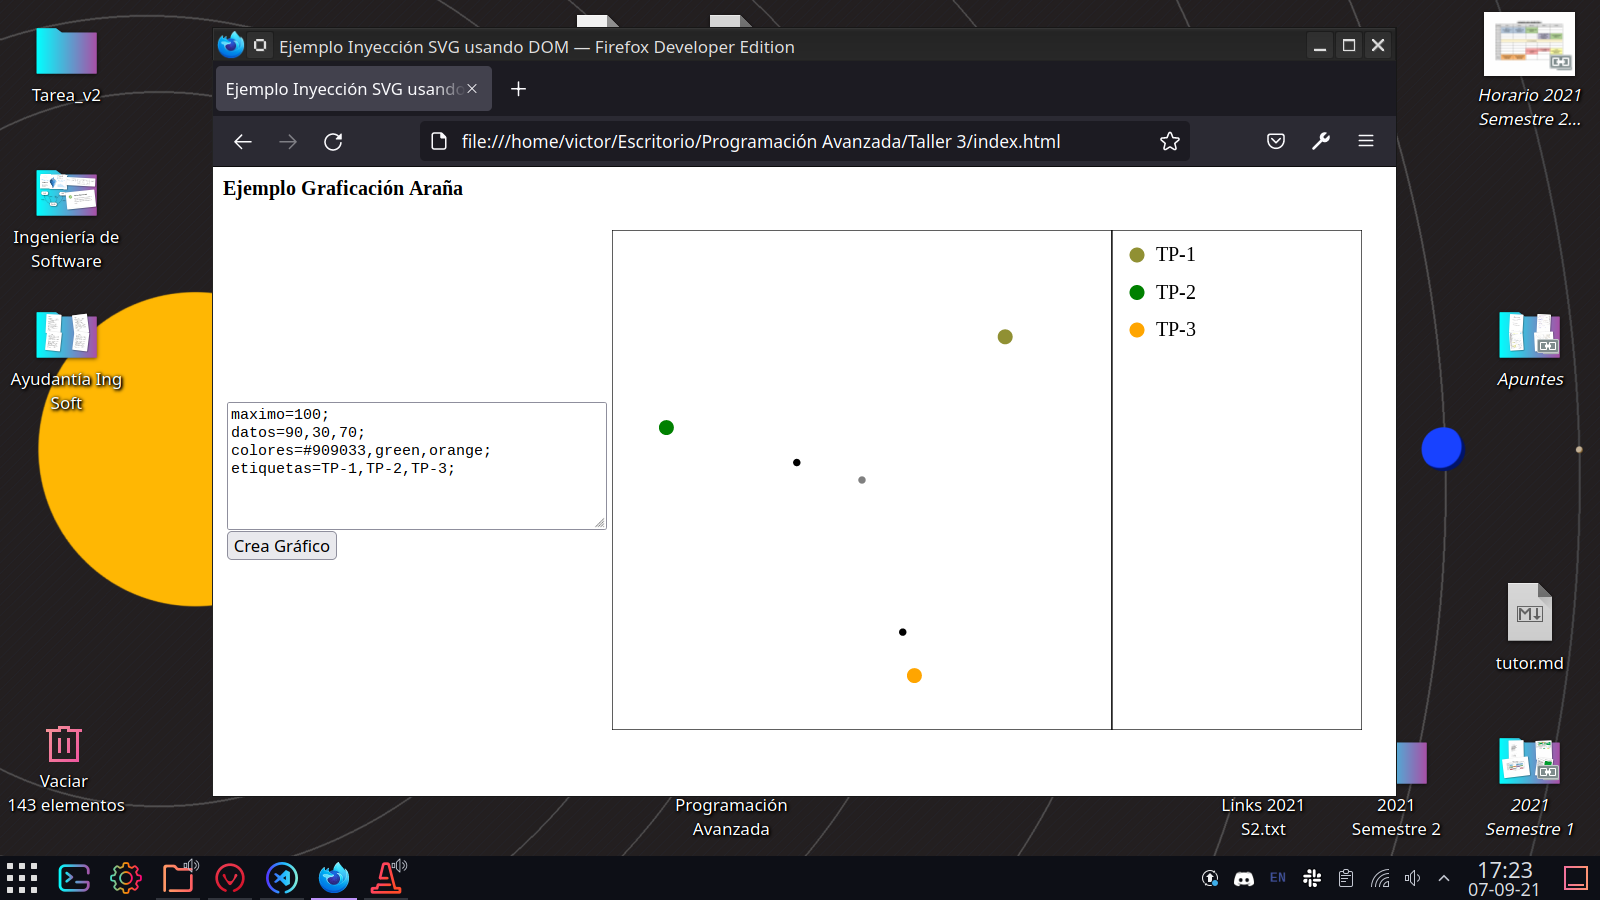 Ejemplo Inyección SVG usando DOM — Firefox Developer Edition
Ejemplo Inyección SVG usando
file:///home/victor/Escritorio/Programación Avanzada/Taller 3/index.html
Ejemplo Graficación Araña
maximo=100;
datos=90,30,70;
colores=#909033,green,orange;
etiquetas=TP-1,TP-2,TP-3;
Crea Gráfico
TP-1
TP-2
TP-3
Tarea_v2
Ingeniería de
Software
Ayudantía Ing
Soft
Vaciar
143 elementos
Horario 2021
Semestre 2...
Apuntes
M
tutor.md
Programación
Avanzada
Links 2021
S2.txt
2021
Semestre 2
2021
Semestre 1
EN
17:23
07-09-21